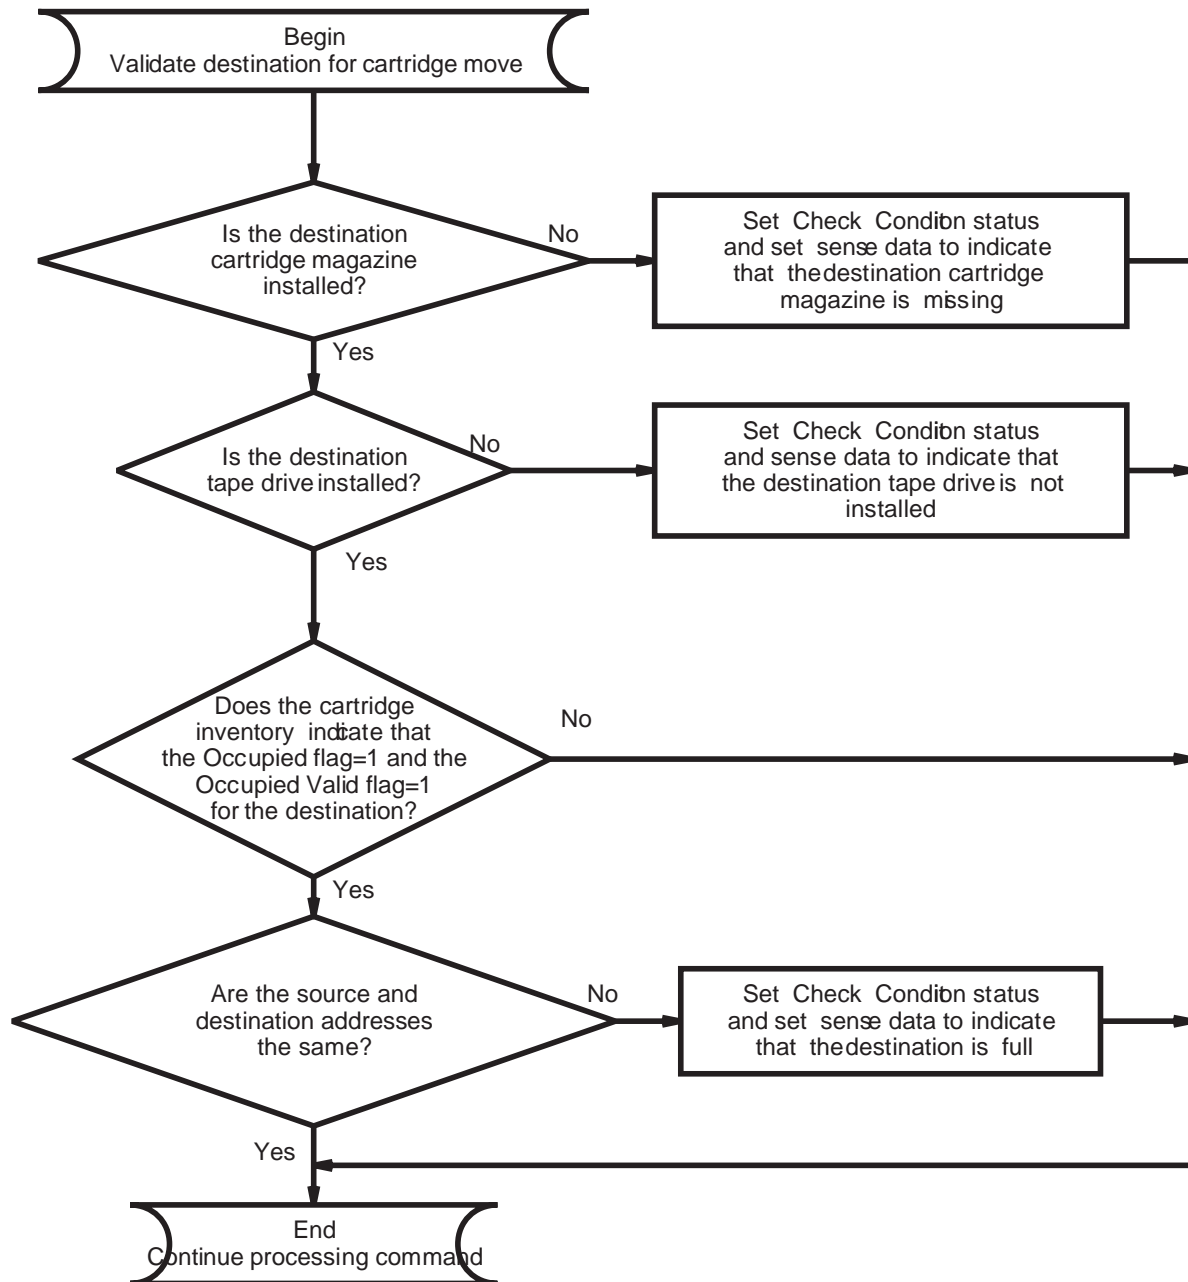 Begin
Validate destination for cartridge move
Is the destination
cartridge magazine
installed?
No
Set Check Condition status
and set sense data to indicate
that the destination cartridge
magazine is missing
Yes
Is the destination
tape drive installed?
No
Set Check Condition status
and sense data to indicate that
the destination tape drive is not
installed
Yes
Does the cartridge
inventory indicate that
the Occupied flag=1 and the
Occupied Valid flag=1
for the destination?
No
Yes
Are the source and
destination addresses
the same?
No
Set Check Condition status
and set sense data to indicate
that the destination is full
Yes
End
Continue processing command